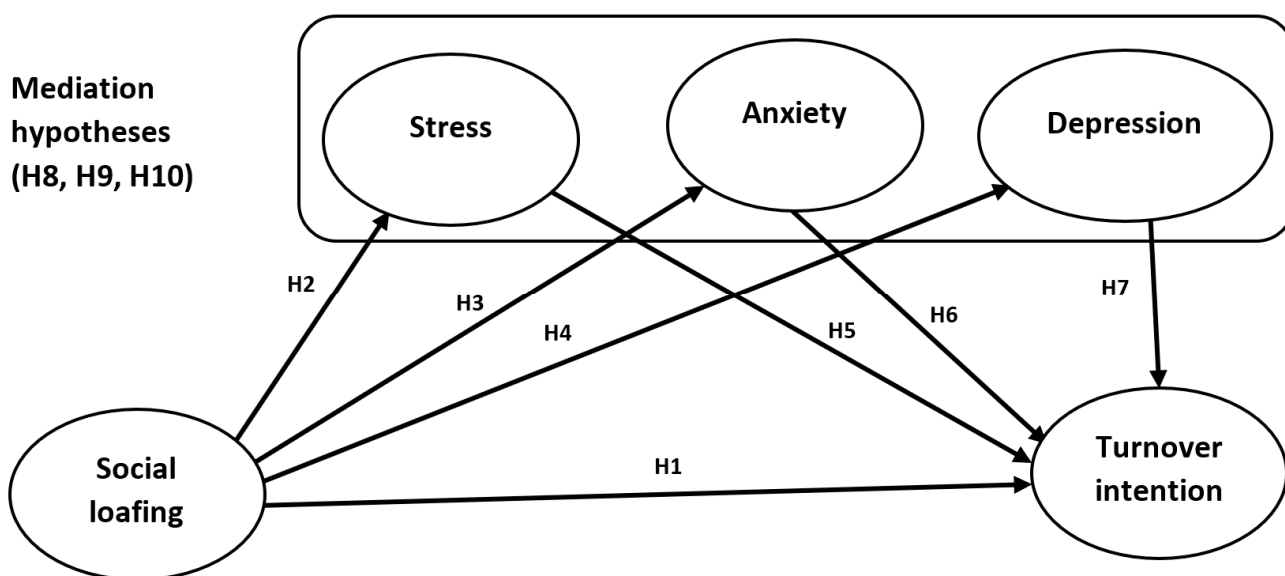 Mediation
hypotheses
(H8, H9, H10)
Stress
Anxiety
Depression
H2
H3
H4
H5
H6
H7
Social
loafing
H1
Turnover
intention